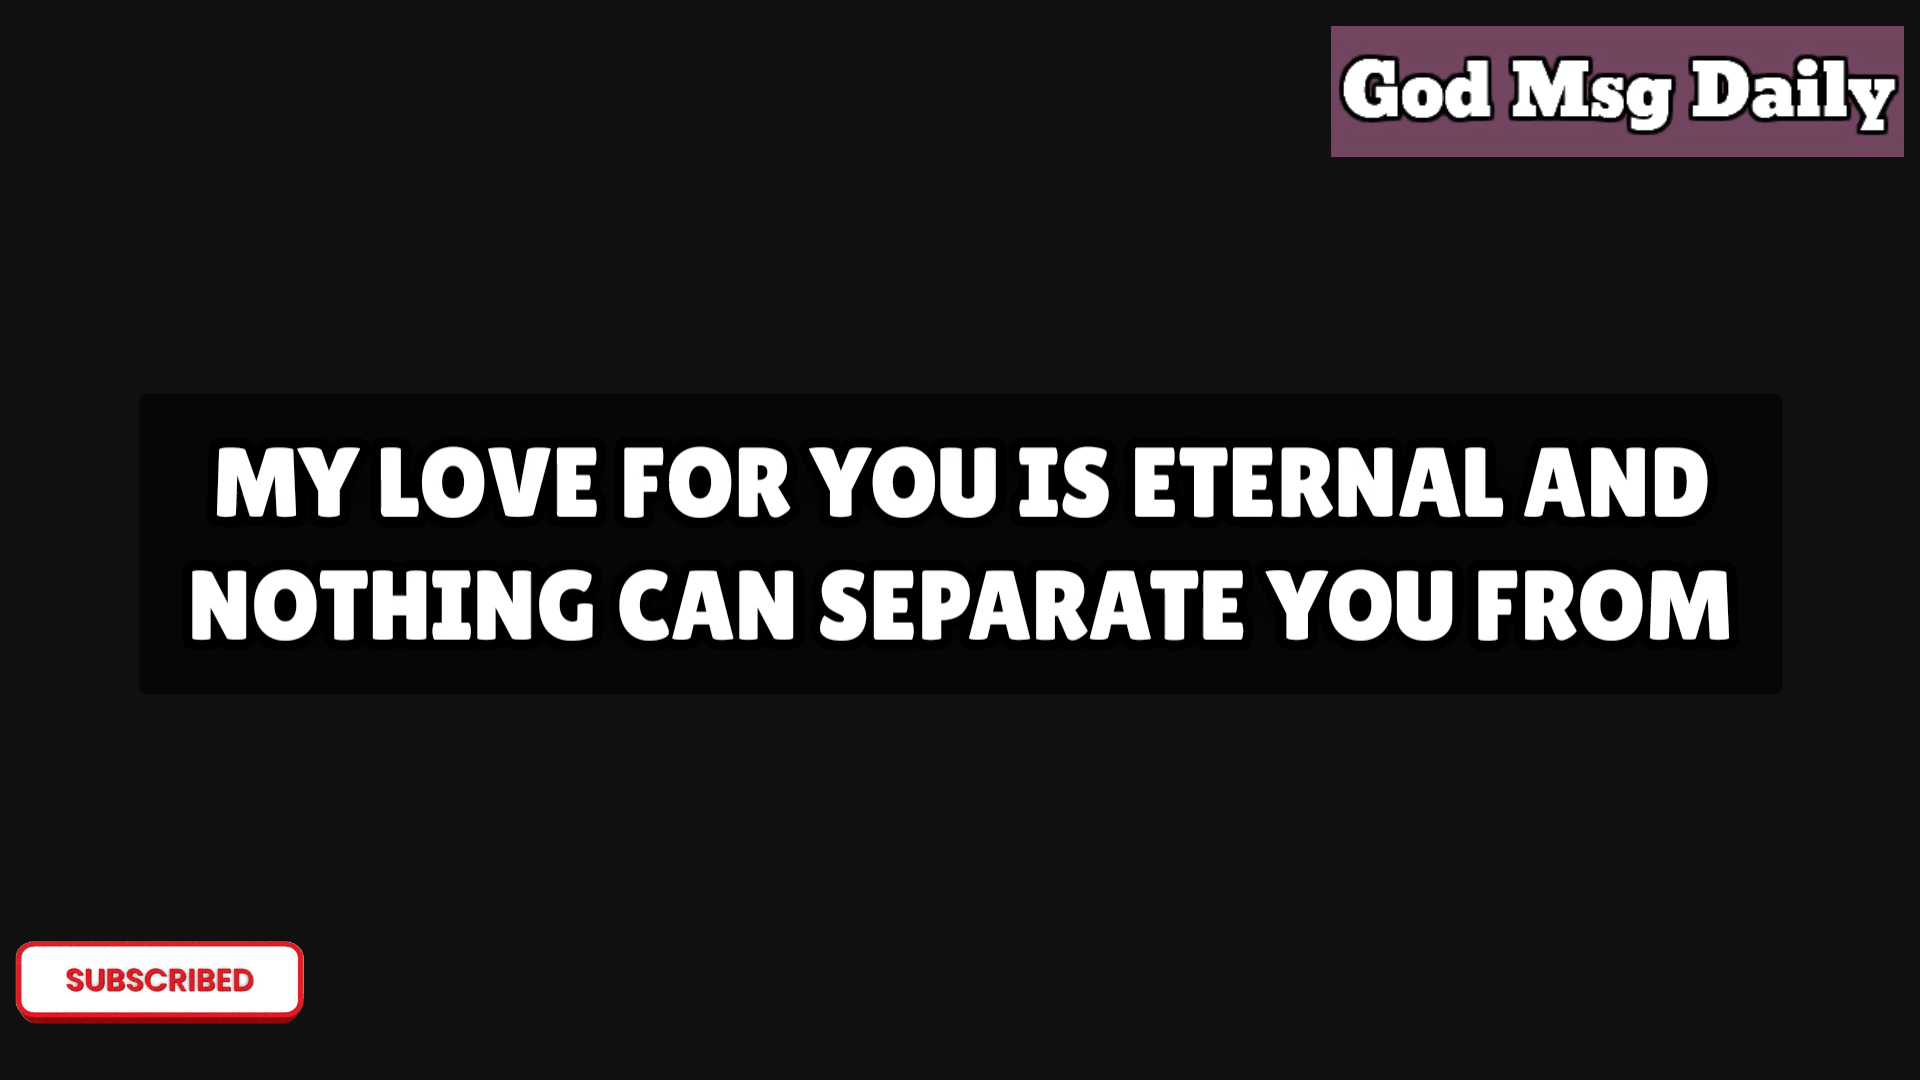 God Msg Daily
MY LOVE FOR YOU IS ETERNAL AND
NOTHING CAN SEPARATE YOU FROM
SUBSCRIBED